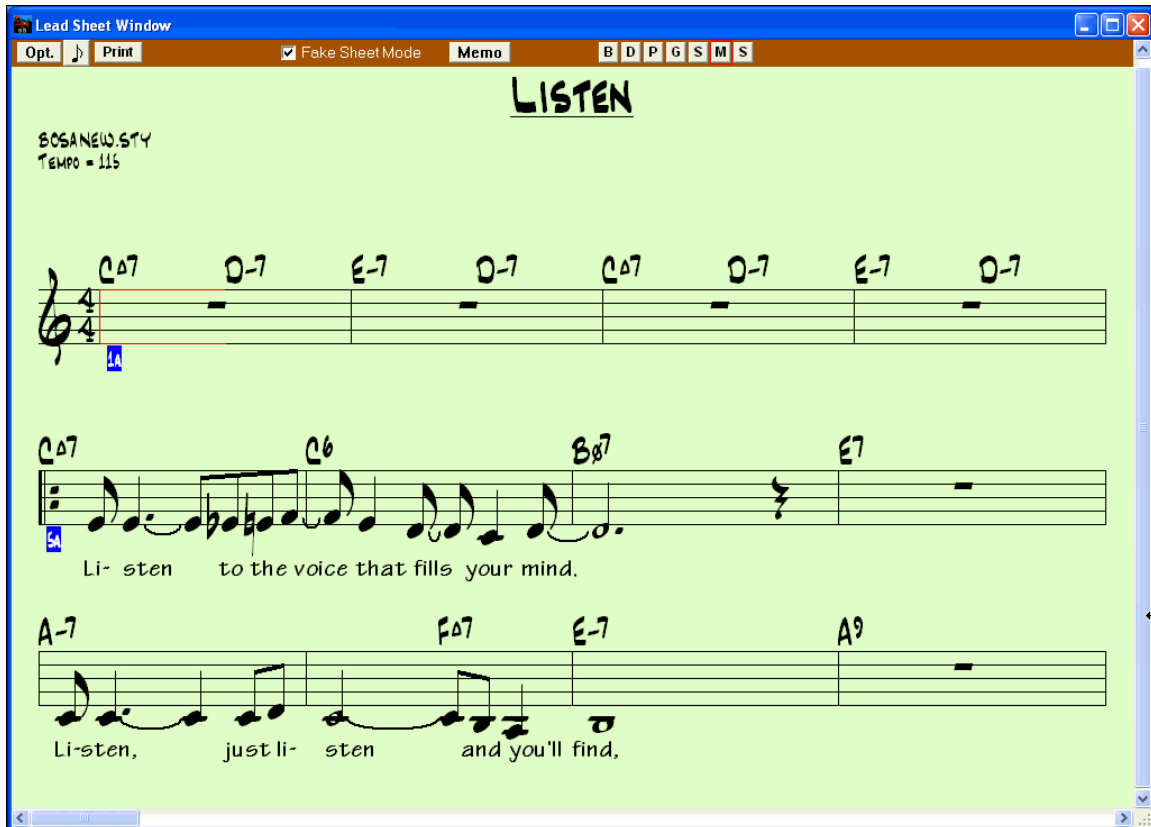 Lead Sheet Window
Opt. Print Fake Sheet Mode Memo B D P G S M S
LISTEN
BOSANEW.STY
TEMPO = 115
CΔ7 D-7 E-7 D-7 CΔ7 D-7 E-7 D-7
4
4
1A
CΔ7 C6 Bø7 E7
5A
Li- sten to the voice that fills your mind.
A-7 FΔ7 E-7 A9
Li-sten, just li- sten and you'll find,